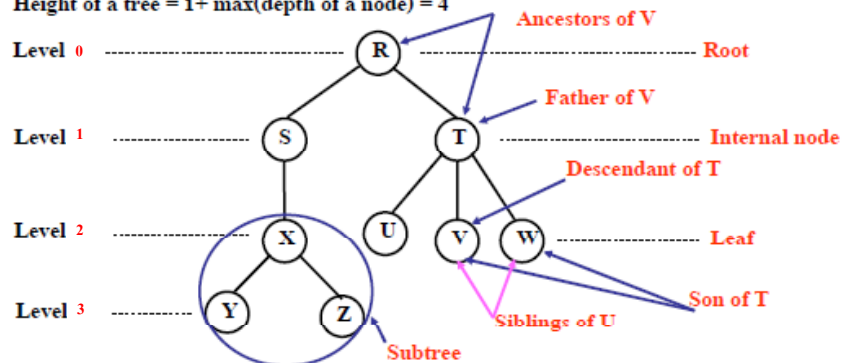 Height of a tree = 1+ max(depth of a node) = 4
Ancestors of V
Level 0 R Root
Father of V
Level 1 S T Internal node
Descendant of T
Level 2 X U V W Leaf
Level 3 Y Z Son of T
Siblings of U
Subtree